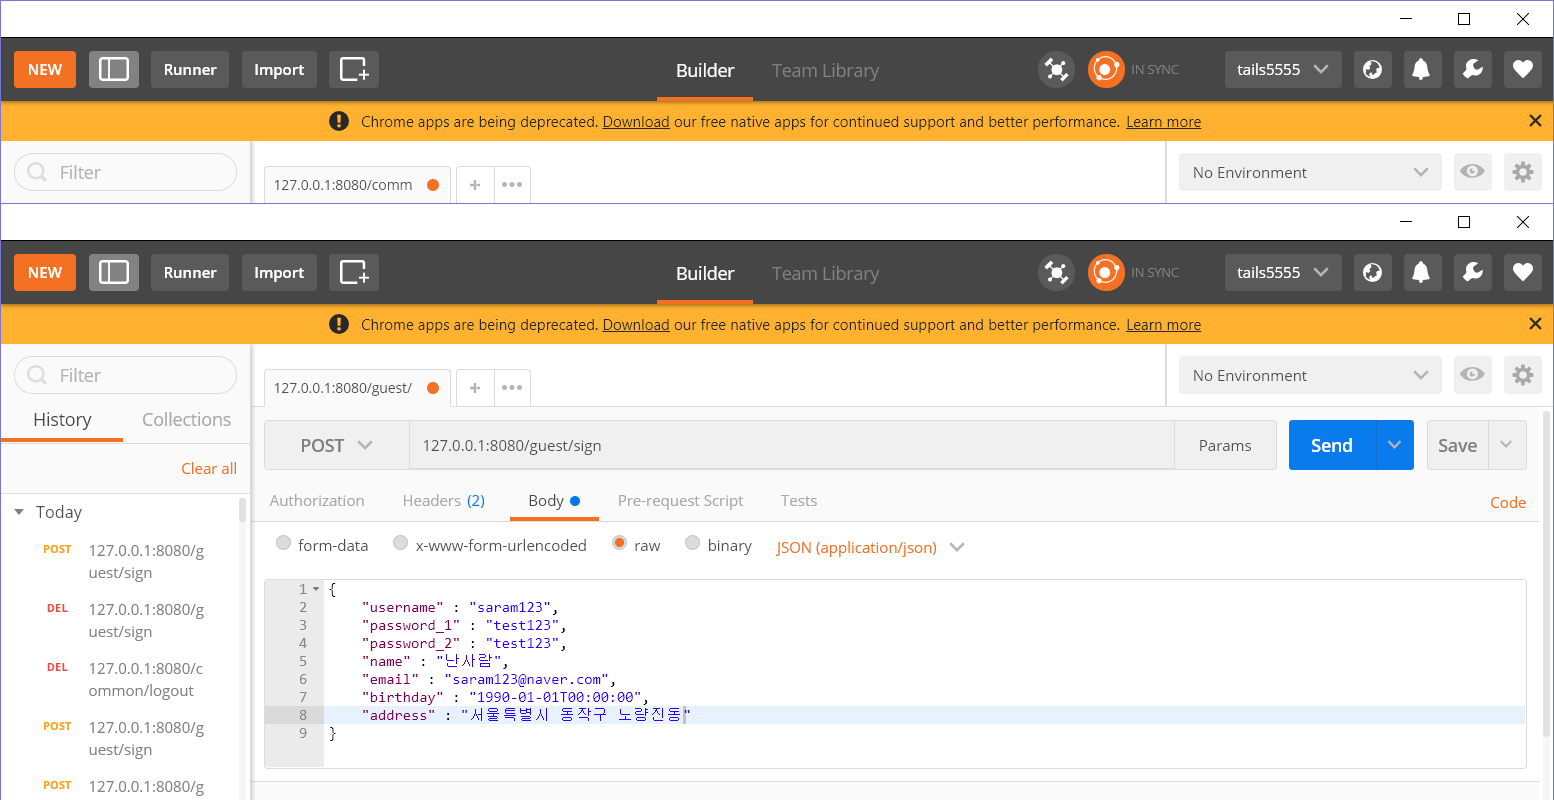 NEW Runner Import Builder Team Library IN SYNC tails5555
Chrome apps are being deprecated. Download our free native apps for continued support and better performance. Learn more
Filter 127.0.0.1:8080/comm + ••• No Environment
NEW Runner Import Builder Team Library IN SYNC tails5555
Chrome apps are being deprecated. Download our free native apps for continued support and better performance. Learn more
Filter 127.0.0.1:8080/guest/ + ••• No Environment
History Collections
Clear all
Today
POST 127.0.0.1:8080/g
uest/sign
DEL 127.0.0.1:8080/g
uest/sign
DEL 127.0.0.1:8080/c
ommon/logout
POST 127.0.0.1:8080/g
uest/sign
POST 127.0.0.1:8080/g
POST 127.0.0.1:8080/guest/sign Params Send Save
Authorization Headers (2) Body Pre-request Script Tests Code
form-data x-www-form-urlencoded raw binary JSON (application/json)
1 {
2 "username" : "saram123",
3 "password_1" : "test123",
4 "password_2" : "test123",
5 "name" : "난사람",
6 "email" : "saram123@naver.com",
7 "birthday" : "1990-01-01T00:00:00",
8 "address" : "서울특별시 동작구 노량진동"
9 }